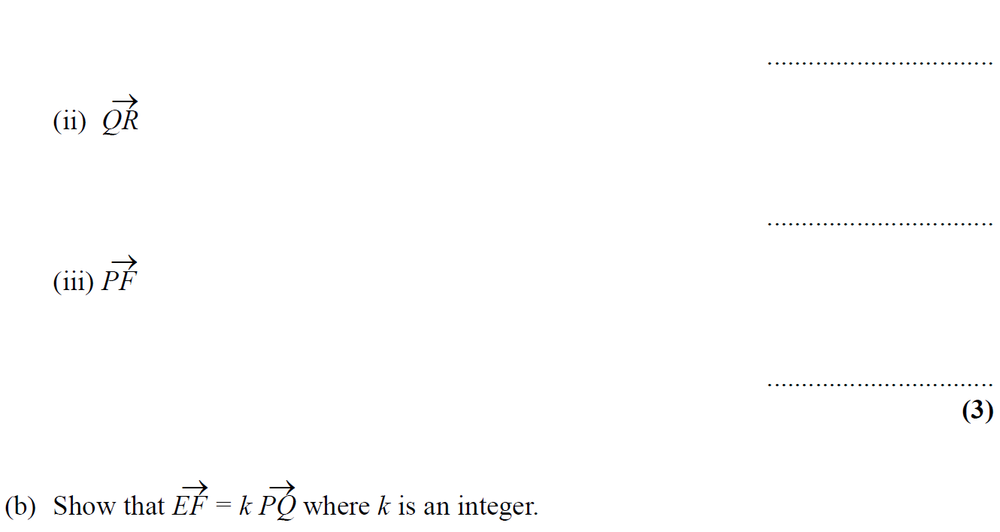 .................................
(ii) $\overrightarrow{QR}$
.................................
(iii) $\overrightarrow{PF}$
.................................
(3)
(b) Show that $\overrightarrow{EF} = k\,\overrightarrow{PQ}$ where k is an integer.